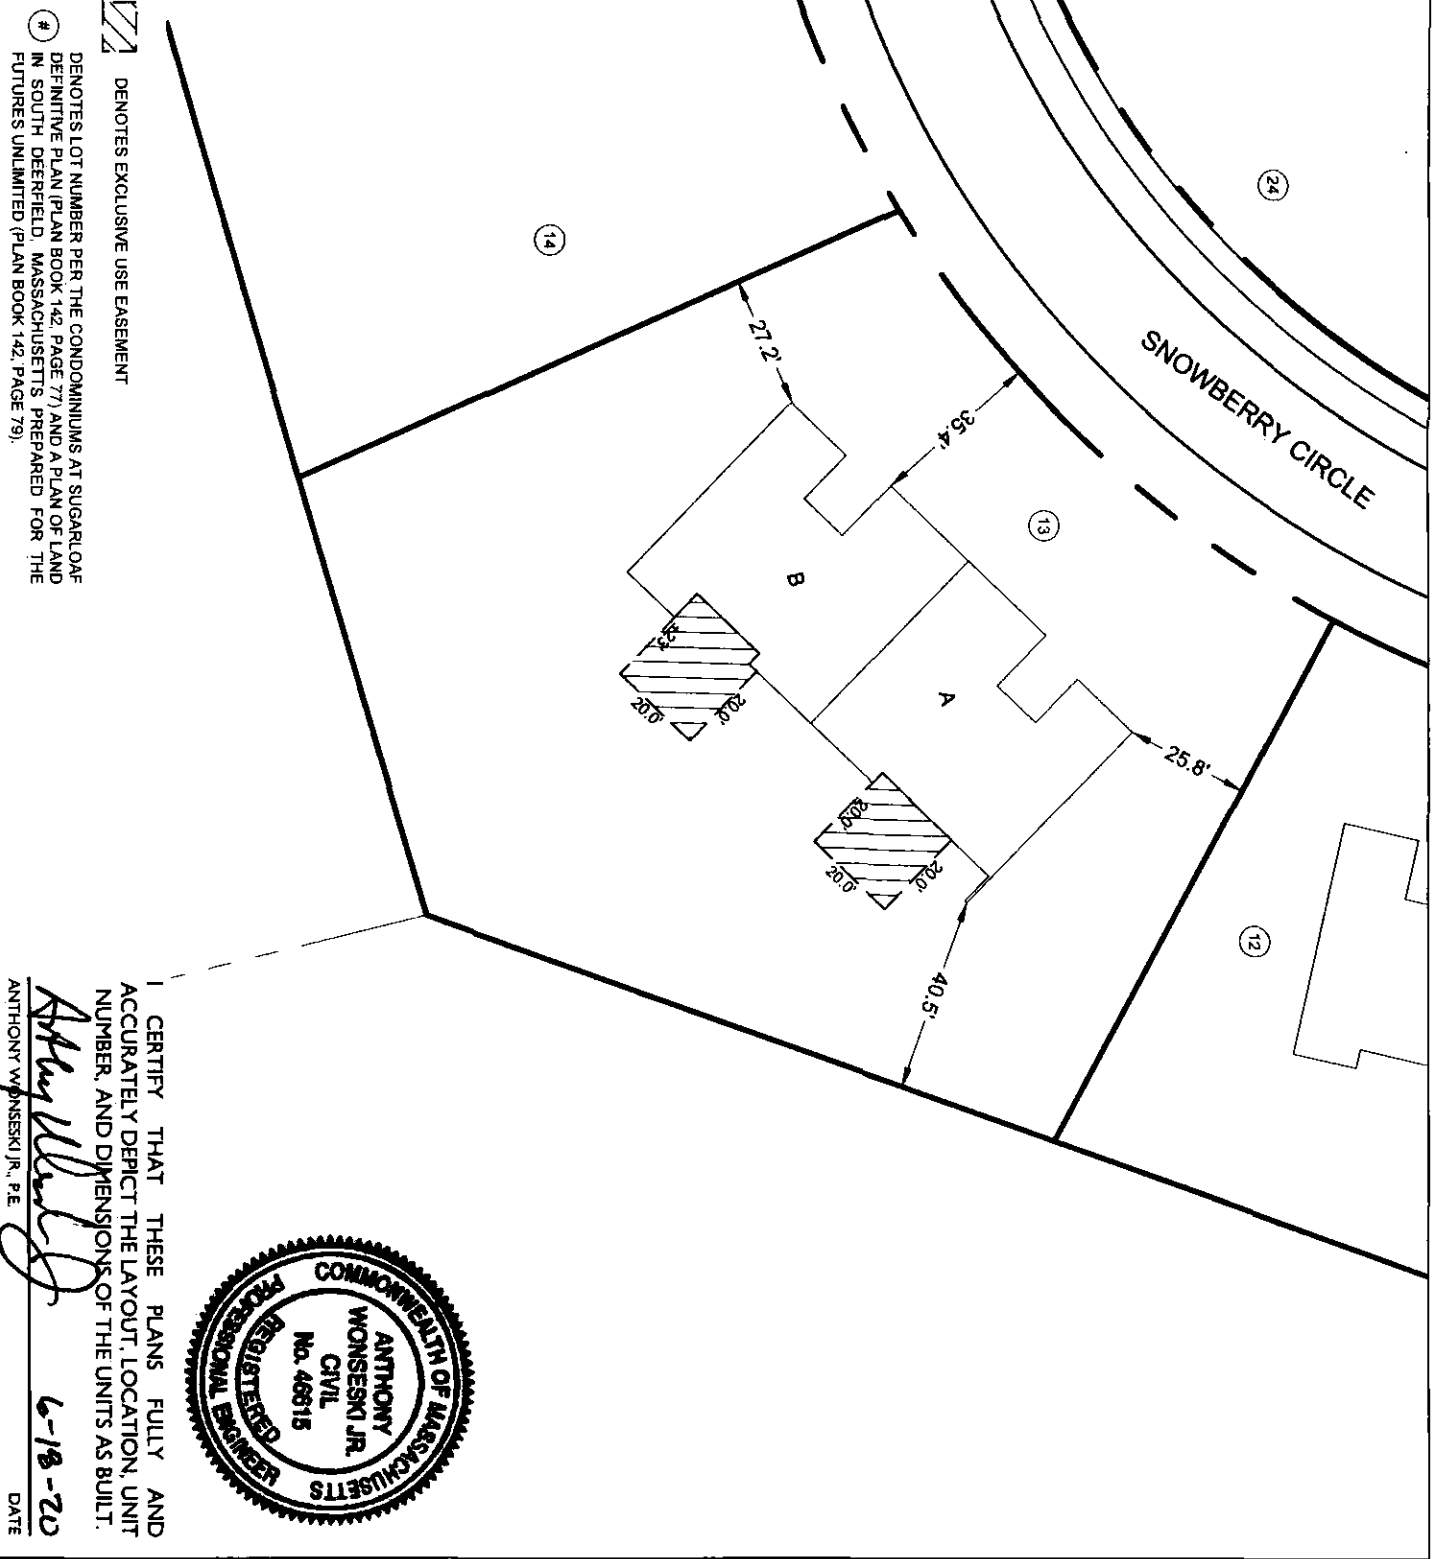 24
SNOWBERRY CIRCLE
14
27.2'
35.4'
13
B
A
23'
20.0'
20.0'
25.8'
20.0'
20.0'
20.0'
12
40.5'
DENOTES EXCLUSIVE USE EASEMENT
#
DENOTES LOT NUMBER PER THE CONDOMINIUMS AT SUGARLOAF
DEFINITIVE PLAN (PLAN BOOK 142, PAGE 77) AND A PLAN OF LAND
IN SOUTH DEERFIELD, MASSACHUSETTS PREPARED FOR THE
FUTURES UNLIMITED (PLAN BOOK 142, PAGE 79).
I CERTIFY THAT THESE PLANS FULLY AND
ACCURATELY DEPICT THE LAYOUT, LOCATION, UNIT
NUMBER, AND DIMENSIONS OF THE UNITS AS BUILT.
6-18-20
ANTHONY WONSESKI JR., P.E. DATE
COMMONWEALTH OF MASSACHUSETTS
ANTHONY
WONSESKI JR.
CIVIL
No. 46615
REGISTERED
PROFESSIONAL ENGINEER